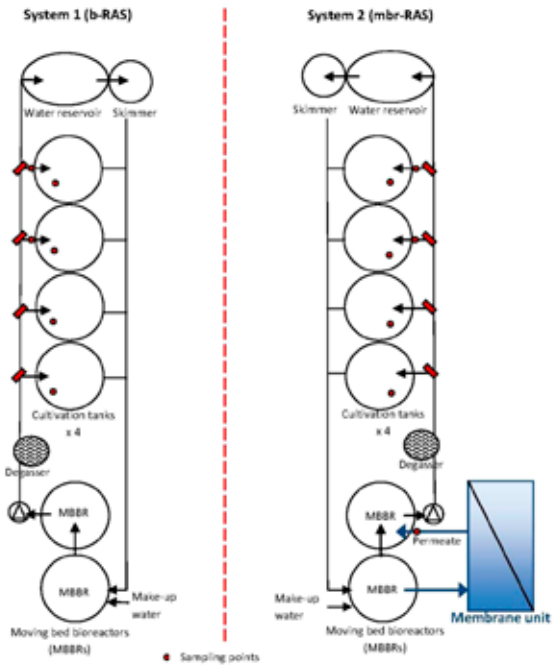 System 1 (b-RAS)
Water reservoir
Skimmer
Cultivation tanks
x 4
Degasser
MBBR
MBBR
Make-up
water
Moving bed bioreactors
(MBBRs)
System 2 (mbr-RAS)
Skimmer
Water reservoir
Cultivation tanks
x 4
Degasser
MBBR
Permeate
MBBR
Make-up
water
Membrane unit
Moving bed bioreactors
(MBBRs)
Sampling points